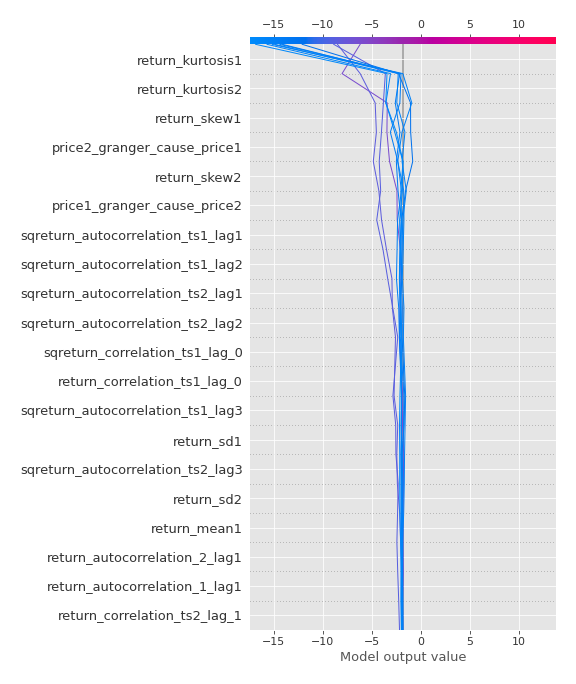 −15 −10 −5 0 5 10
return_kurtosis1
return_kurtosis2
return_skew1
price2_granger_cause_price1
return_skew2
price1_granger_cause_price2
sqreturn_autocorrelation_ts1_lag1
sqreturn_autocorrelation_ts1_lag2
sqreturn_autocorrelation_ts2_lag1
sqreturn_autocorrelation_ts2_lag2
sqreturn_correlation_ts1_lag_0
return_correlation_ts1_lag_0
sqreturn_autocorrelation_ts1_lag3
return_sd1
sqreturn_autocorrelation_ts2_lag3
return_sd2
return_mean1
return_autocorrelation_2_lag1
return_autocorrelation_1_lag1
return_correlation_ts2_lag_1
−15 −10 −5 0 5 10
Model output value